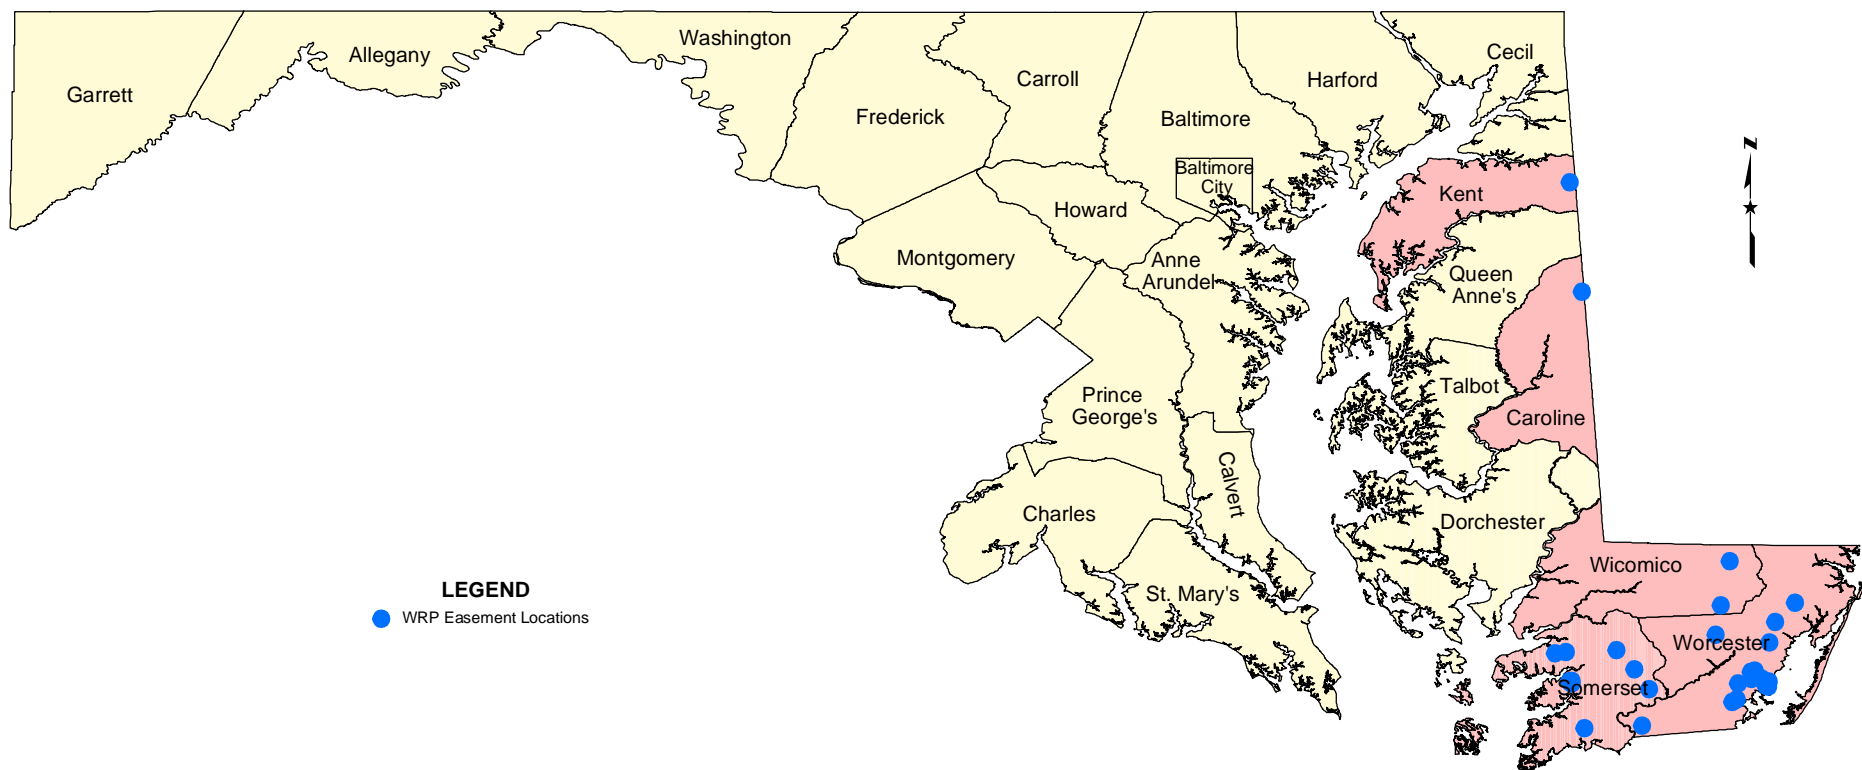 Garrett
Allegany
Washington
Frederick
Carroll
Baltimore
Harford
Cecil
Baltimore
City
Howard
Montgomery
Anne
Arundel
Kent
Queen
Anne's
Talbot
Caroline
Prince
George's
Calvert
Charles
St. Mary's
Dorchester
Wicomico
Worcester
Somerset
N
LEGEND
WRP Easement Locations